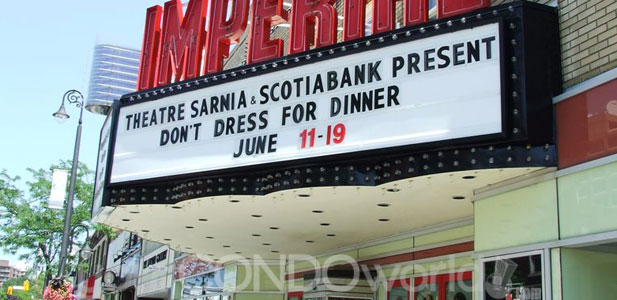 IMPERIAL
THEATRE SARNIA & SCOTIABANK PRESENT
DON'T DRESS FOR DINNER
JUNE 11-19
CONDOworld